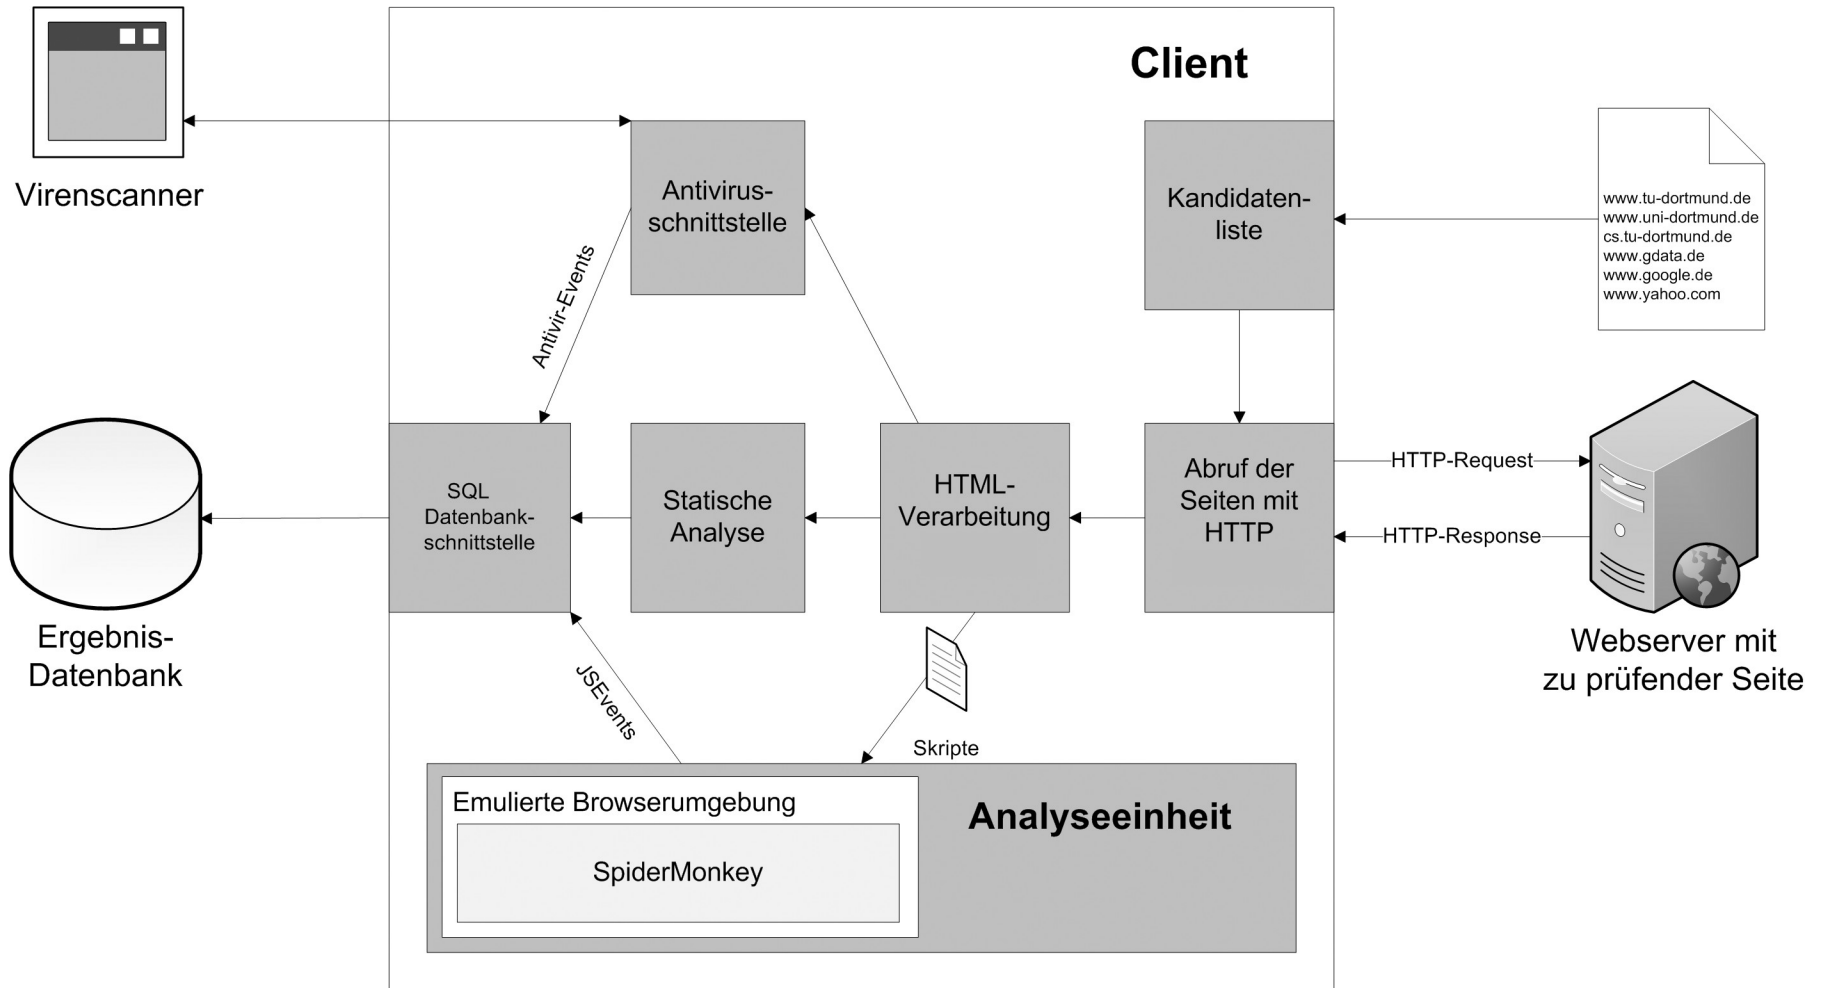 Client
Virenscanner
Antivirus-
schnittstelle
Kandidaten-
liste
www.tu-dortmund.de
www.uni-dortmund.de
cs.tu-dortmund.de
www.gdata.de
www.google.de
www.yahoo.com
Antivir-Events
SQL
Datenbank-
schnittstelle
Statische
Analyse
HTML-
Verarbeitung
Abruf der
Seiten mit
HTTP
HTTP-Request
HTTP-Response
Ergebnis-
Datenbank
Webserver mit
zu prüfender Seite
JSEvents
Skripte
Emulierte Browserumgebung
SpiderMonkey
Analyseeinheit